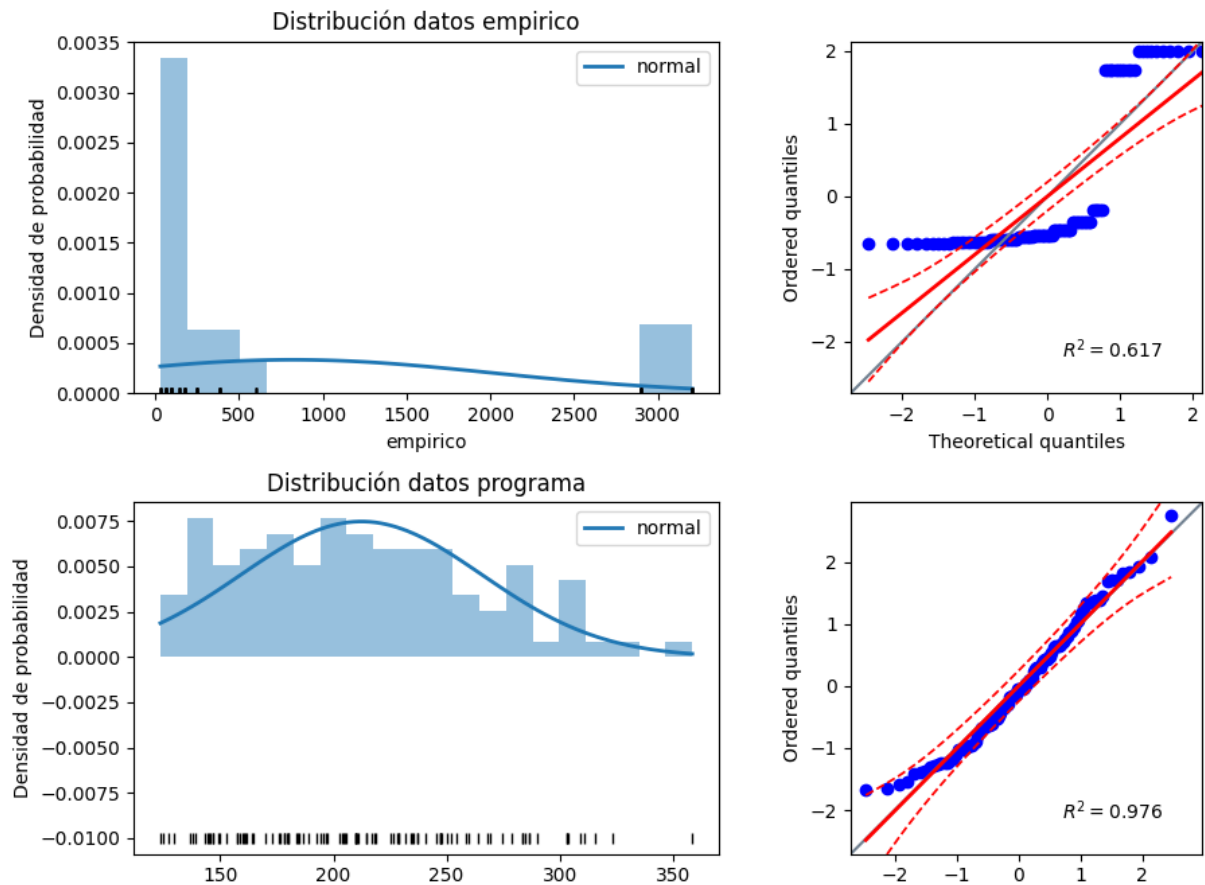 Distribución datos empirico
0.0035
0.0030
0.0025
0.0020
0.0015
0.0010
0.0005
0.0000
Densidad de probabilidad
normal
0 500 1000 1500 2000 2500 3000
empirico
2
1
0
−1
−2
Ordered quantiles
R² = 0.617
−2 −1 0 1 2
Theoretical quantiles
Distribución datos programa
0.0075
0.0050
0.0025
0.0000
−0.0025
−0.0050
−0.0075
−0.0100
Densidad de probabilidad
normal
150 200 250 300 350
2
1
0
−1
−2
Ordered quantiles
R² = 0.976
−2 −1 0 1 2